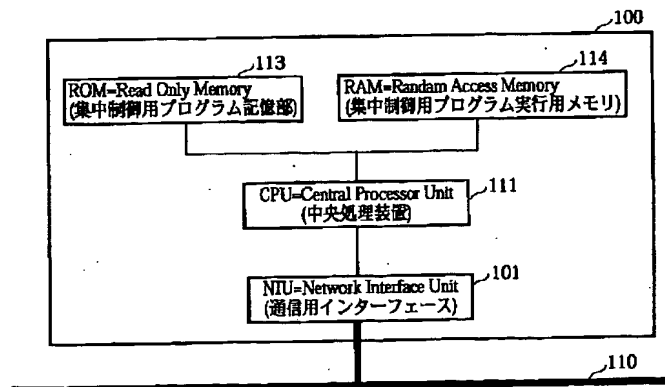 100
113
114
ROM=Read Only Memory
(集中制御用プログラム記憶部)
RAM=Randam Access Memory
(集中制御用プログラム実行用メモリ)
CPU=Central Processor Unit
(中央処理装置)
111
NIU=Network Interface Unit
(通信用インターフェース)
101
110